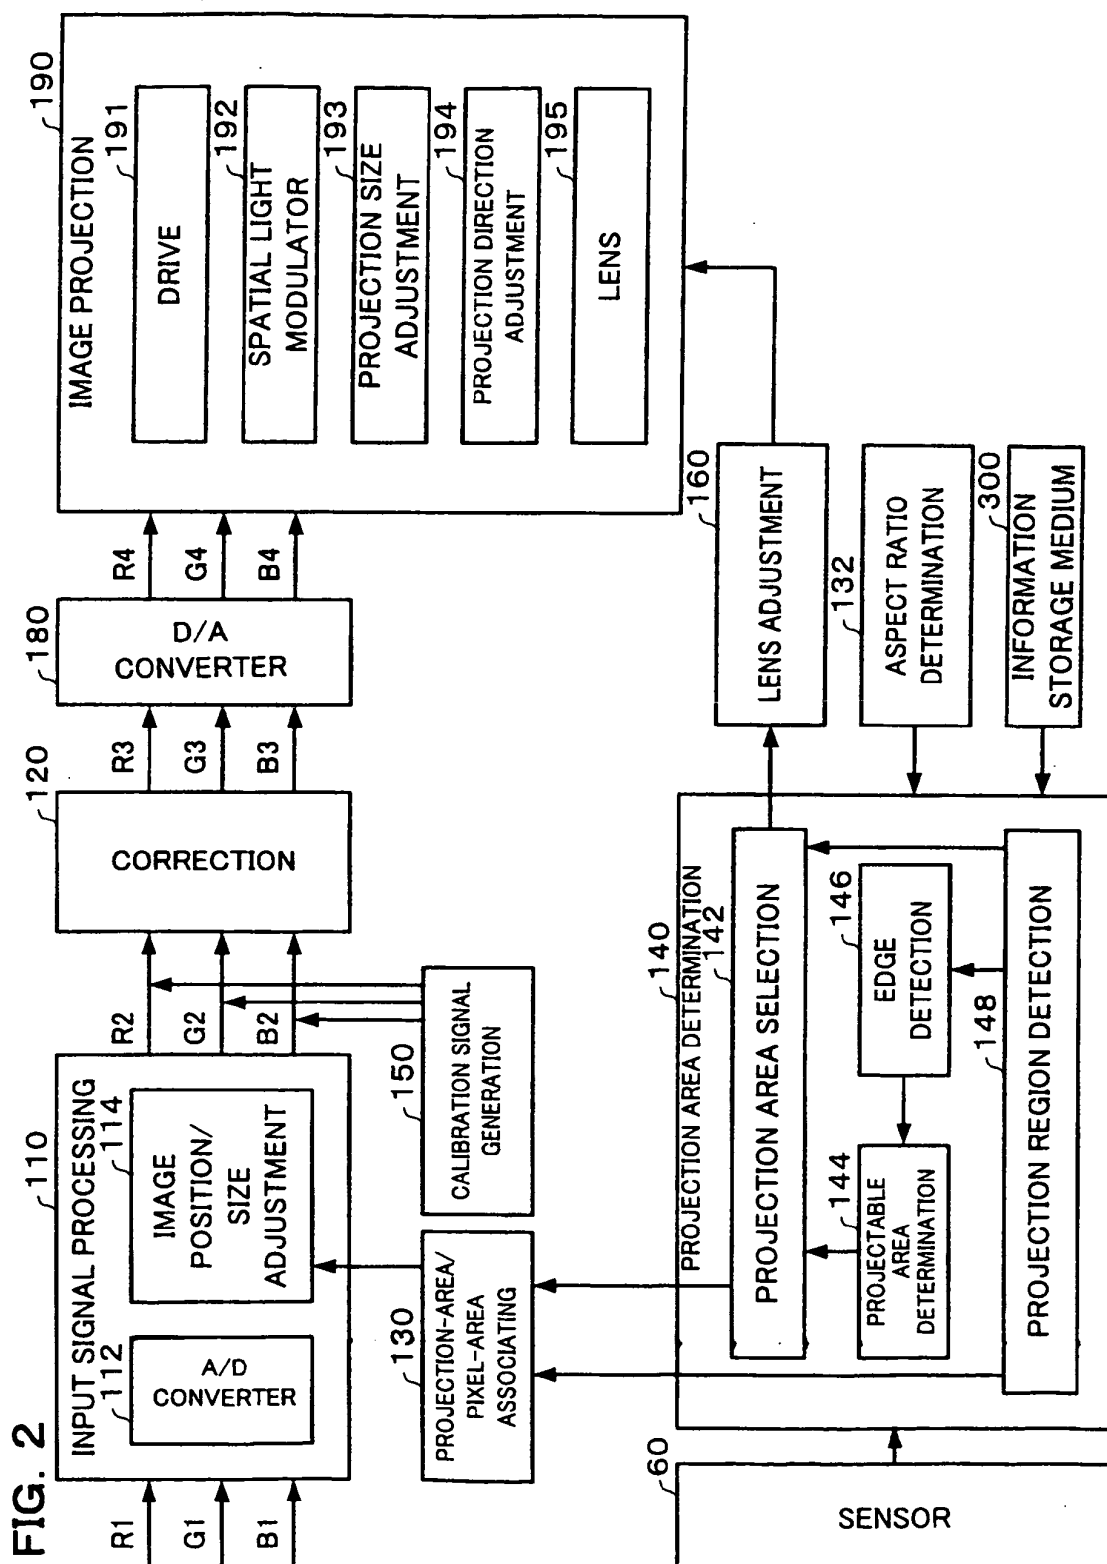 FIG. 2
R1
G1
B1
110
INPUT SIGNAL PROCESSING
112
A/D
CONVERTER
114
IMAGE
POSITION/
SIZE
ADJUSTMENT
R2
G2
B2
120
CORRECTION
R3
G3
B3
180
D/A
CONVERTER
R4
G4
B4
190
IMAGE PROJECTION
191
DRIVE
192
SPATIAL LIGHT
MODULATOR
193
PROJECTION SIZE
ADJUSTMENT
194
PROJECTION DIRECTION
ADJUSTMENT
195
LENS
130
PROJECTION-AREA/
PIXEL-AREA
ASSOCIATING
150
CALIBRATION SIGNAL
GENERATION
60
SENSOR
140
PROJECTION AREA DETERMINATION
142
PROJECTION AREA SELECTION
144
PROJECTABLE
AREA
DETERMINATION
146
EDGE
DETECTION
148
PROJECTION REGION DETECTION
160
LENS ADJUSTMENT
132
ASPECT RATIO
DETERMINATION
300
INFORMATION
STORAGE MEDIUM